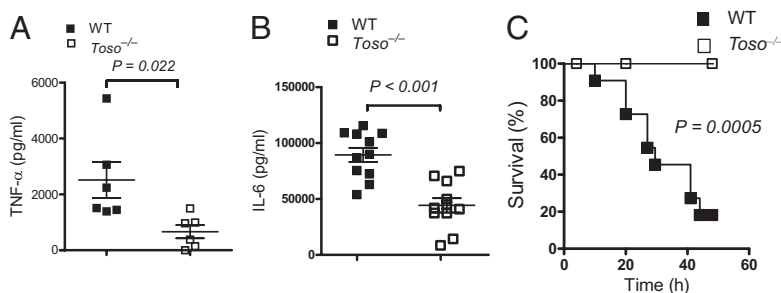 A
WT
Toso−/−
P = 0.022
TNF-α (pg/ml)
6000
4000
2000
0
B
WT
Toso−/−
P < 0.001
IL-6 (pg/ml)
150000
100000
50000
0
C
WT
Toso−/−
P = 0.0005
Survival (%)
100
80
60
40
20
0
0 20 40 60
Time (h)